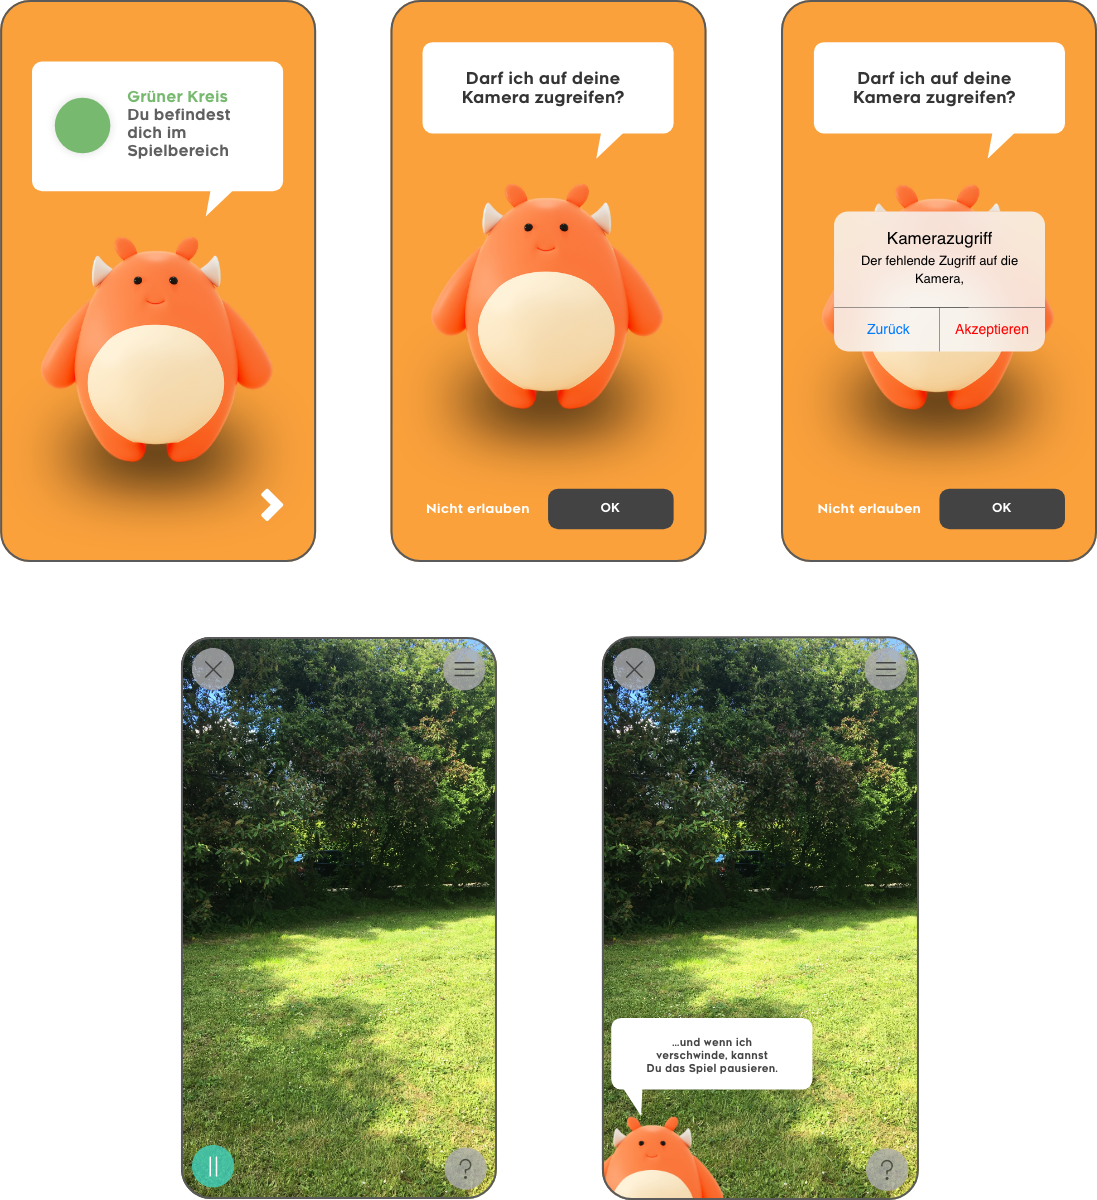 Grüner Kreis
Du befindest
dich im
Spielbereich
Darf ich auf deine
Kamera zugreifen?
Nicht erlauben
OK
Darf ich auf deine
Kamera zugreifen?
Kamerazugriff
Der fehlende Zugriff auf die
Kamera,
Zurück
Akzeptieren
Nicht erlauben
OK
?
...und wenn ich
verschwinde, kannst
Du das Spiel pausieren.
?